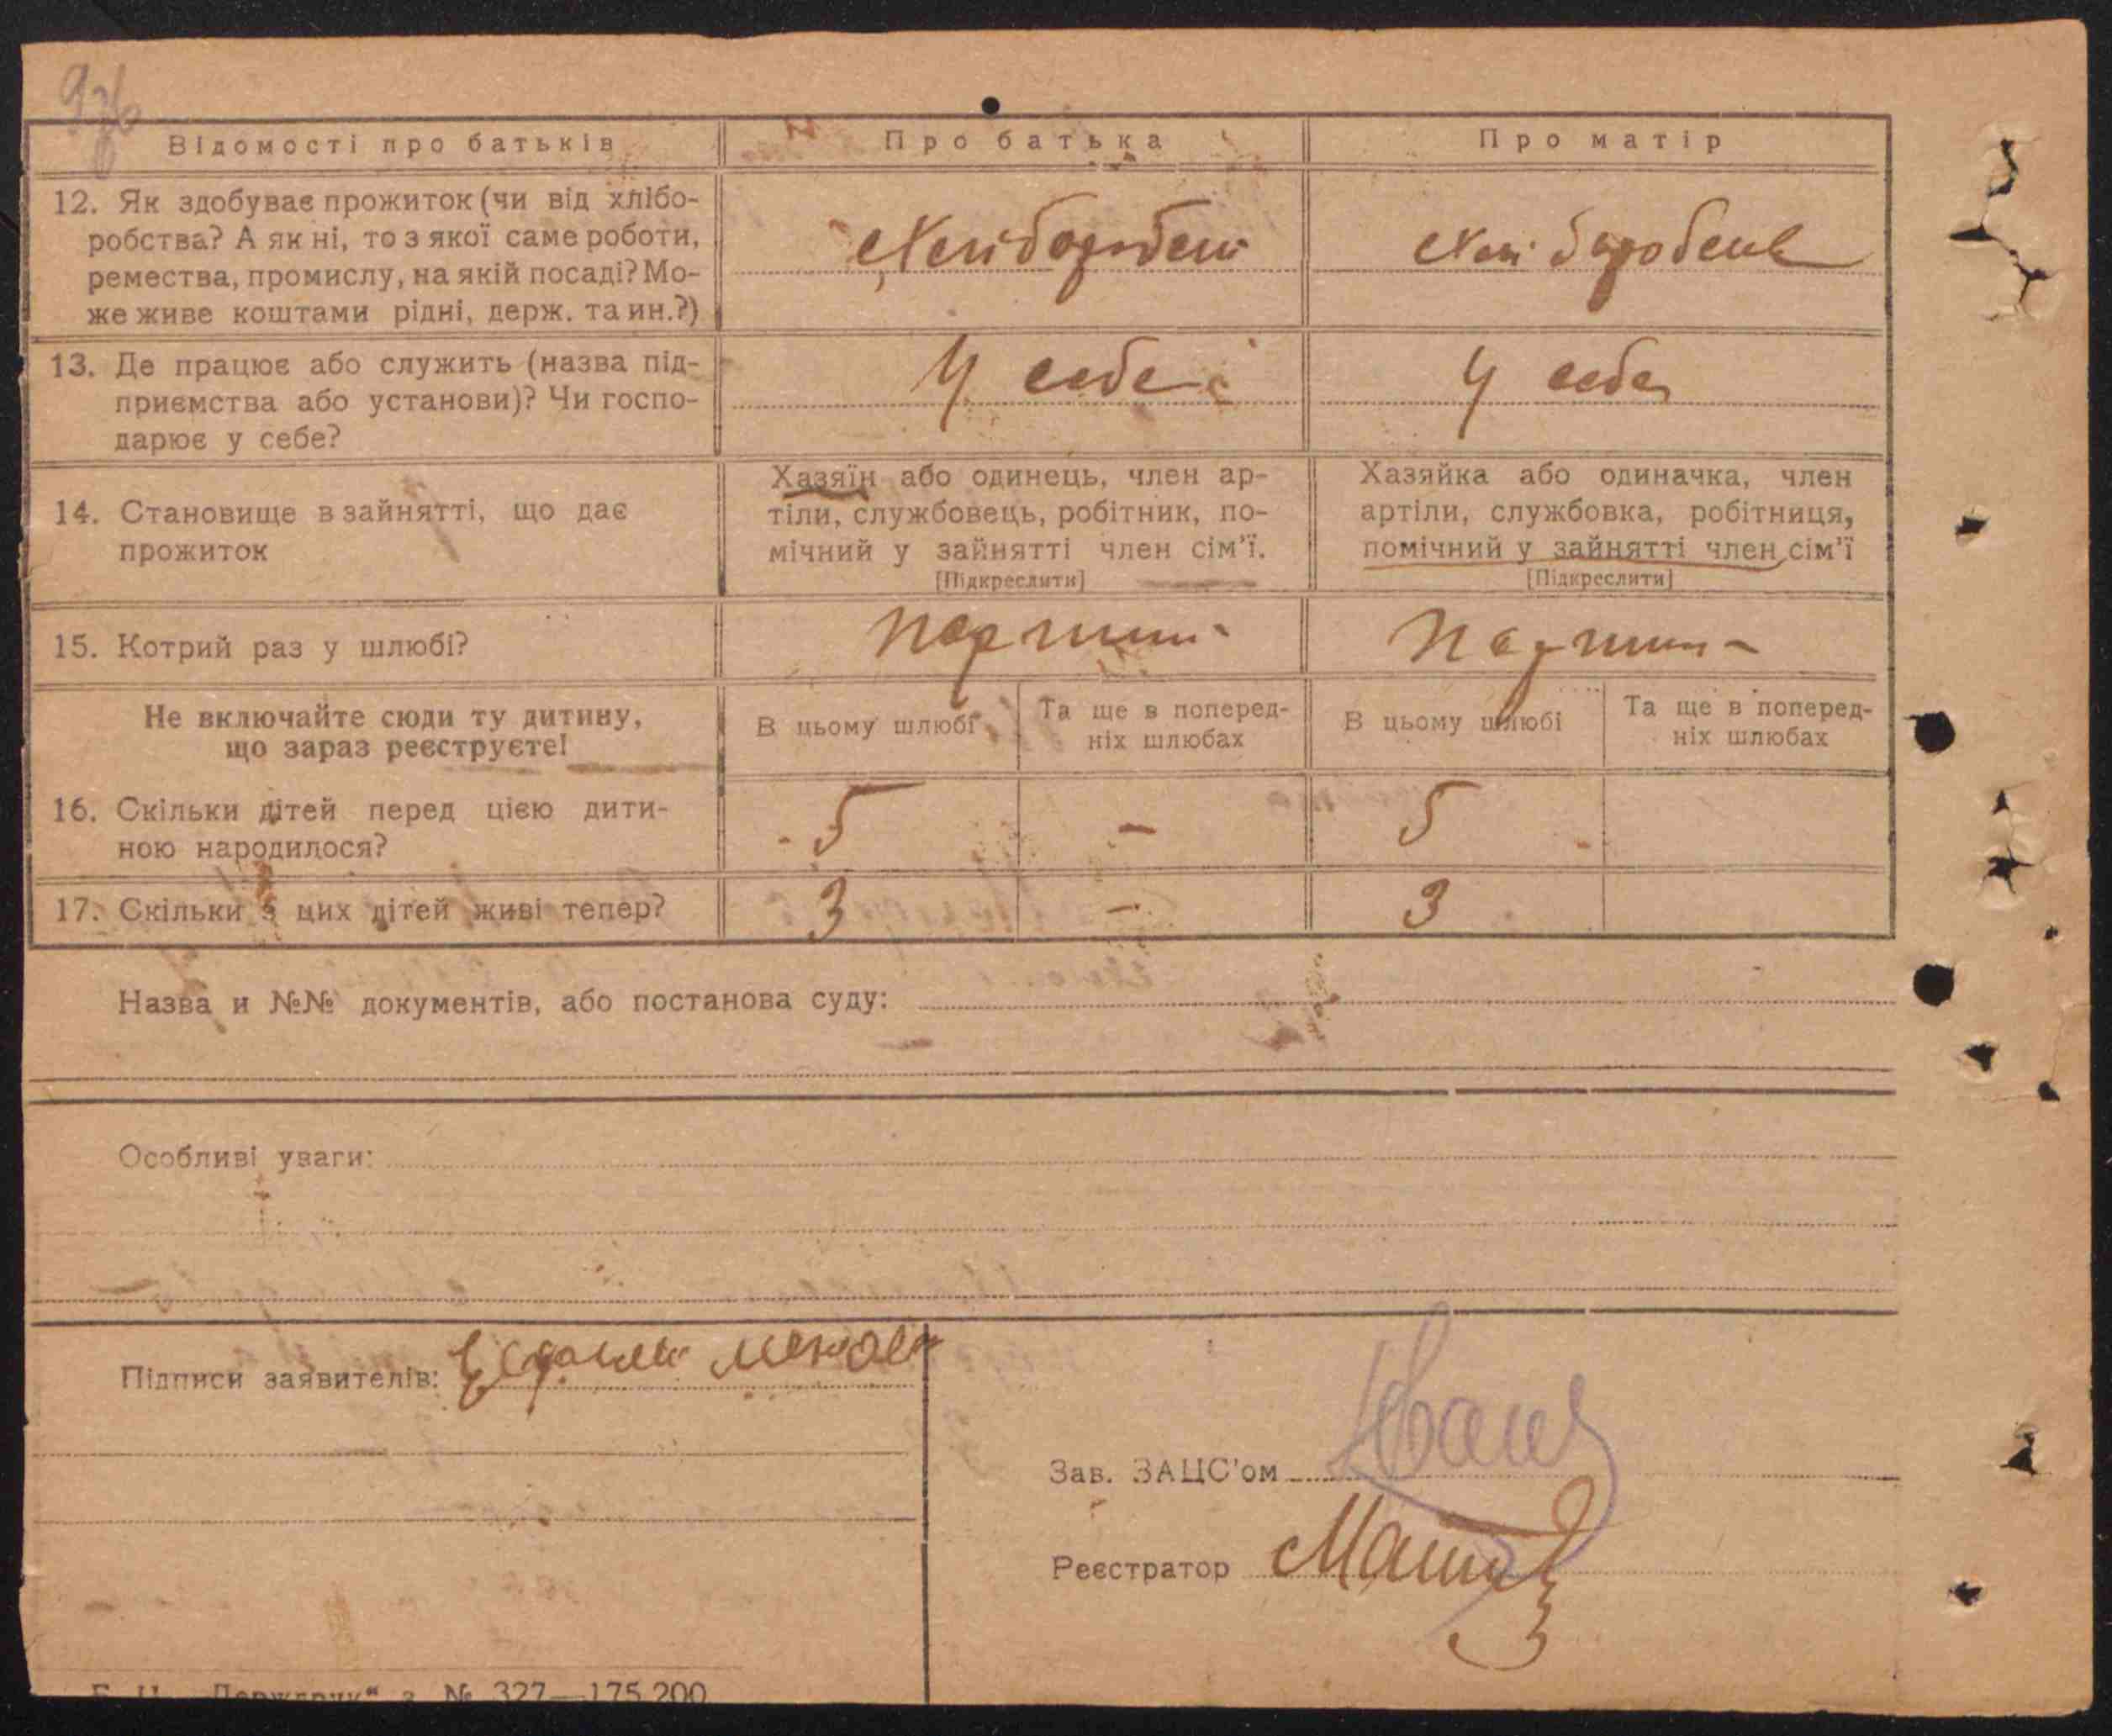 Відомості про батьків
Про батька
Про матір
12. Як здобуває прожиток (чи від хлібо-
робства? А як ні, то з якої саме роботи,
ремества, промислу, на якій посаді? Мо-
же живе коштами рідні, держ. та ин.?)
Хліборобст
Хліборобств
13. Де працює або служить (назва під-
приємства або установи)? Чи госпо-
дарює у себе?
У себе
У себе
14. Становище в зайнятті, що дає
прожиток
Хазяїн або одинець, член ар-
тіли, службовець, робітник, по-
мічний у зайнятті член сім'ї.
[Підкреслити]
Хазяйка або одиначка, член
артіли, службовка, робітниця,
помічний у зайнятті член сім'ї
[Підкреслити]
15. Котрий раз у шлюбі?
Не включайте сюди ту дитину,
що зараз реєструєте!
В цьому шлюбі
Та ще в поперед-
ніх шлюбах
В цьому шлюбі
Та ще в поперед-
ніх шлюбах
16. Скільки дітей перед цією дити-
ною народилося?
5 - 5
17. Скільки з цих дітей живі тепер?
3 - 3
Назва и №№ документів, або постанова суду:
Особливі уваги:
Підписи заявителів:
Зав. ЗАЦС'ом
Реєстратор
№ 327—175.200